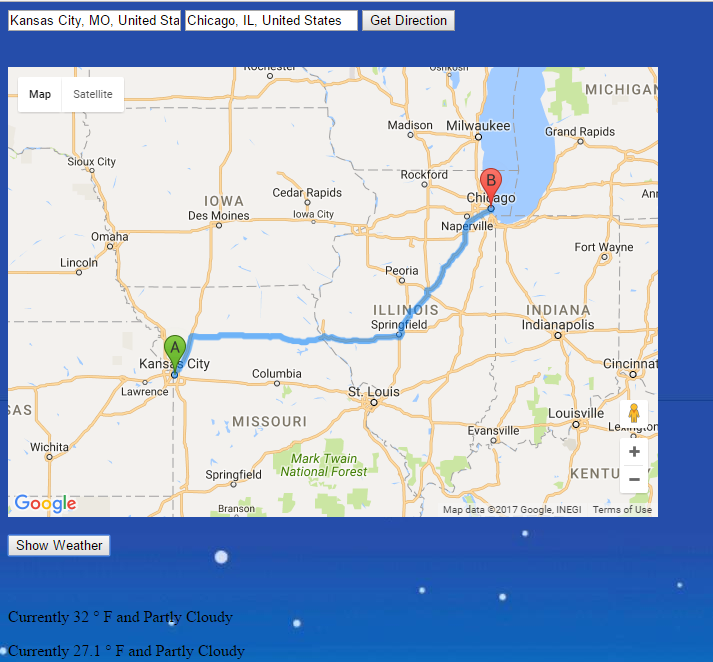 Kansas City, MO, United Sta Chicago, IL, United States Get Direction
Map Satellite
Rochester
Oshkosh
MICHIGAN
Madison Milwaukee
Grand Rapids
Sioux City
Rockford
IOWA Cedar Rapids
Chicago
Ann
Des Moines
Iowa City
Naperville
Omaha
Fort Wayne
Lincoln
Peoria
ILLINOIS
INDIANA
Springfield
Indianapolis
A
B
Kansas City
Columbia
Cincinnat
Lawrence
St. Louis
SAS
MISSOURI
Louisville
Evansville
Lexington
Wichita
Mark Twain
National Forest
Springfield
KENTU
Branson
Google
Map data ©2017 Google, INEGI Terms of Use
Show Weather
Currently 32 ° F and Partly Cloudy
Currently 27.1 ° F and Partly Cloudy